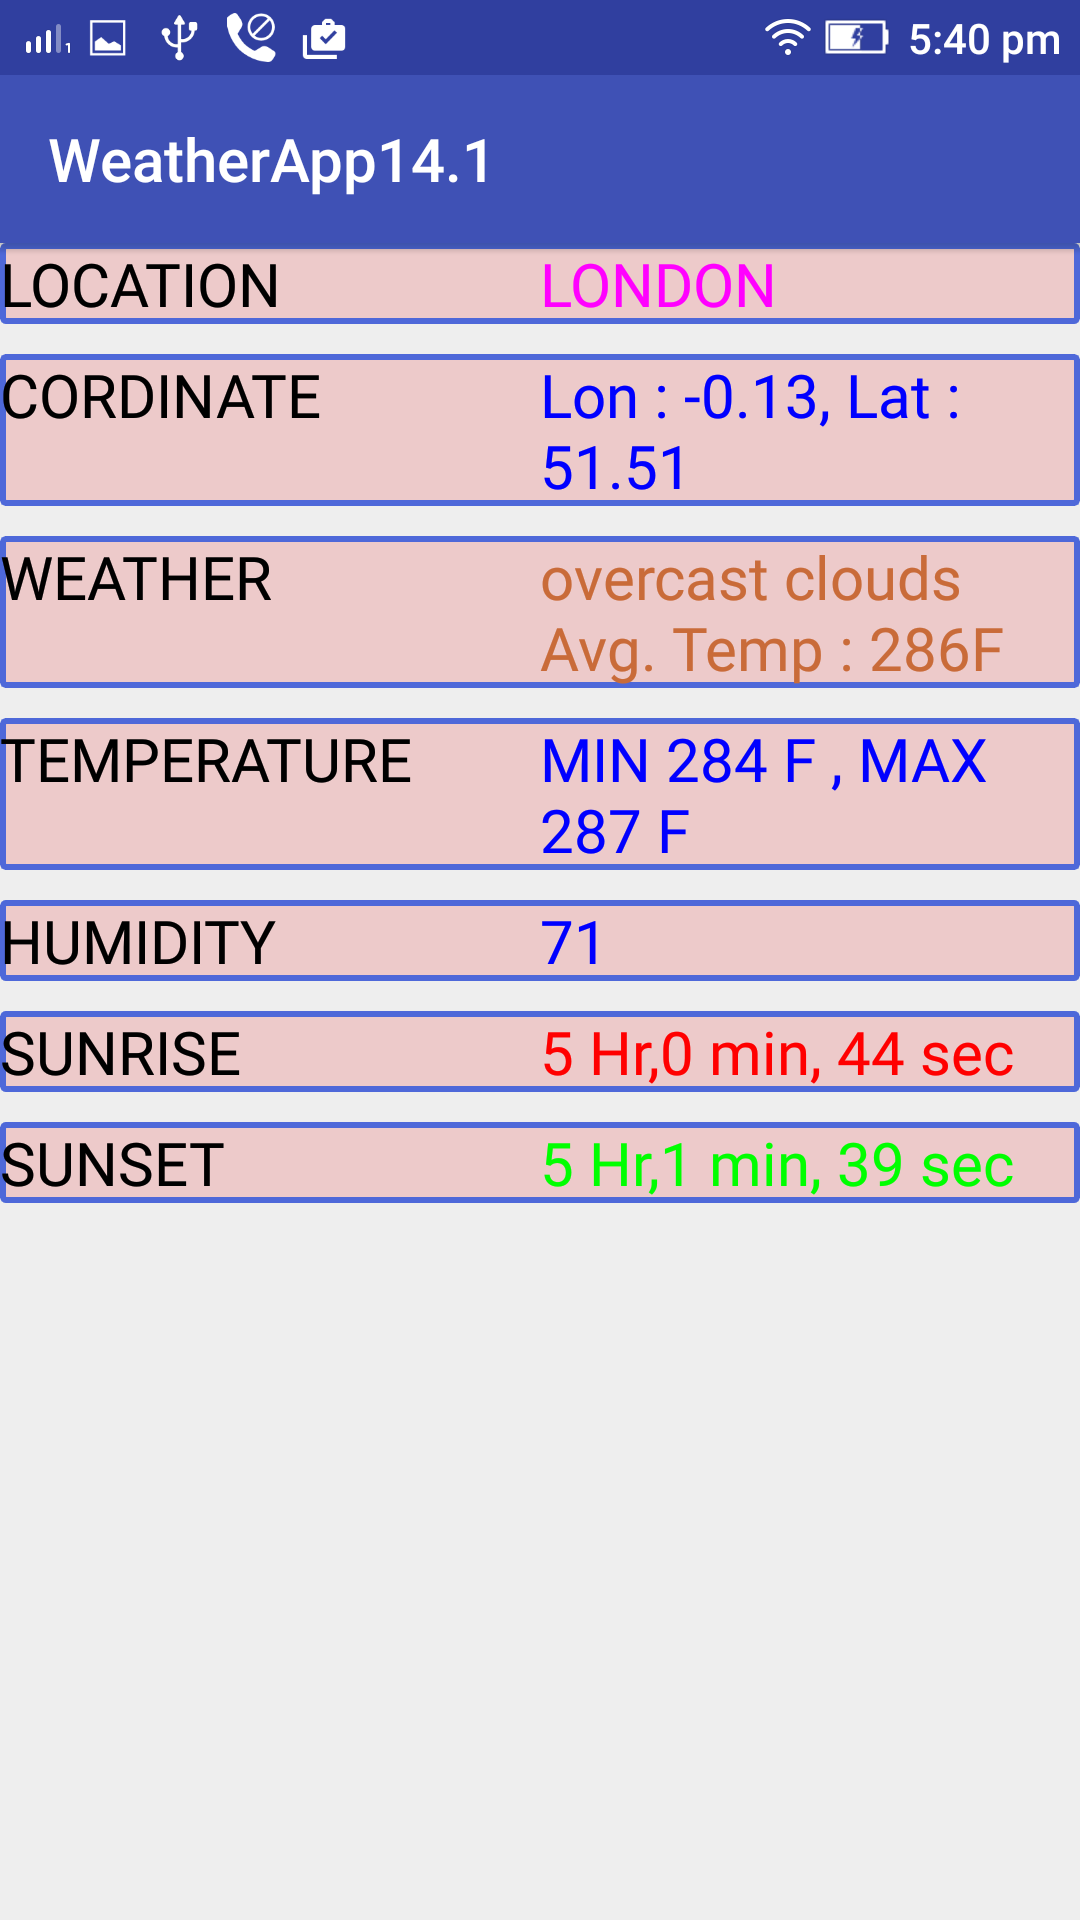 5:40 pm
WeatherApp14.1
LOCATION LONDON
CORDINATE Lon : -0.13, Lat :
51.51
WEATHER overcast clouds
Avg. Temp : 286F
TEMPERATURE MIN 284 F , MAX
287 F
HUMIDITY 71
SUNRISE 5 Hr,0 min, 44 sec
SUNSET 5 Hr,1 min, 39 sec